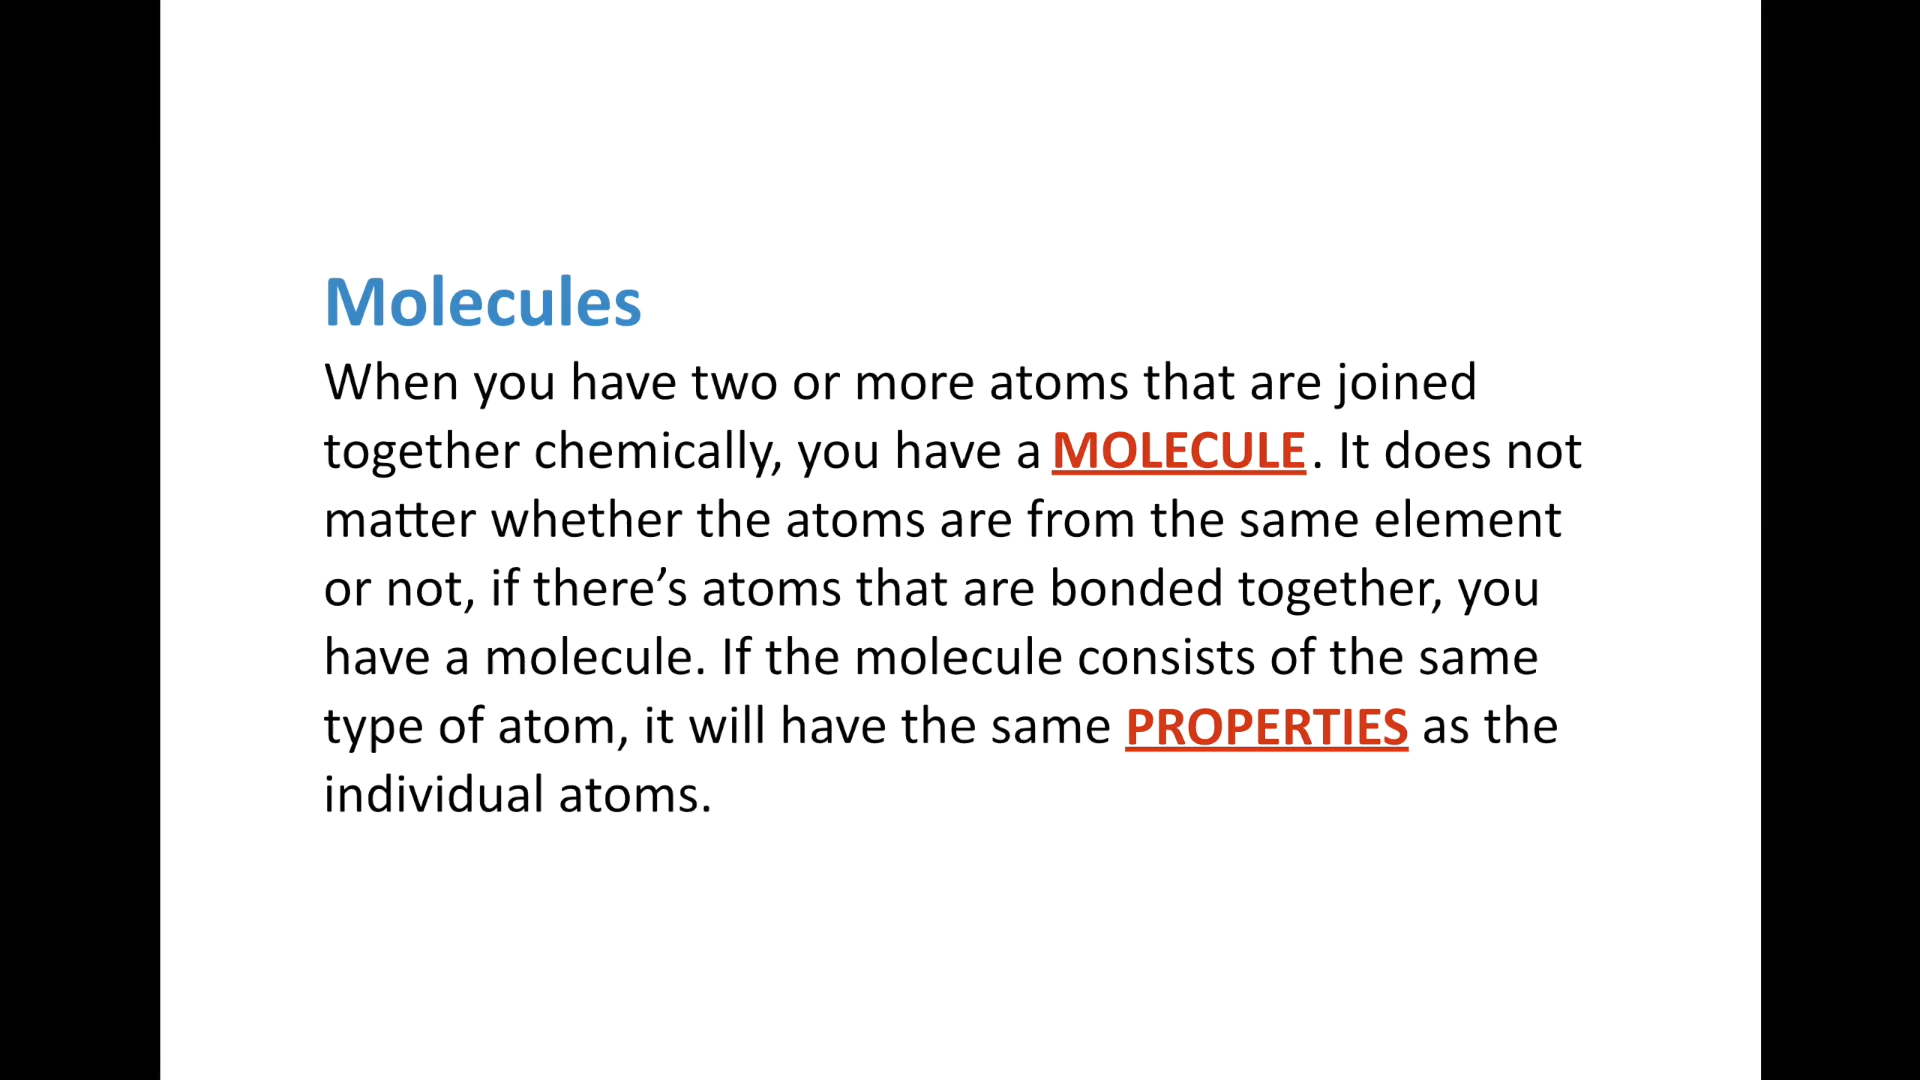 Molecules
When you have two or more atoms that are joined
together chemically, you have a MOLECULE. It does not
matter whether the atoms are from the same element
or not, if there’s atoms that are bonded together, you
have a molecule. If the molecule consists of the same
type of atom, it will have the same PROPERTIES as the
individual atoms.